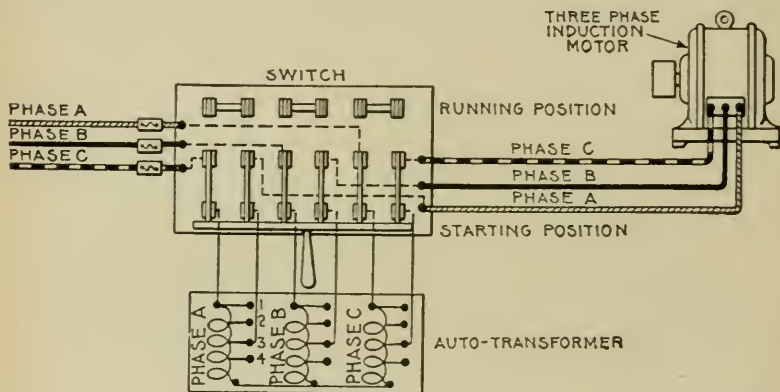 THREE PHASE
INDUCTION
MOTOR
SWITCH
PHASE A
PHASE B
PHASE C
RUNNING POSITION
PHASE C
PHASE B
PHASE A
STARTING POSITION
PHASE A
1
2
3
4
PHASE B
PHASE C
AUTO-TRANSFORMER